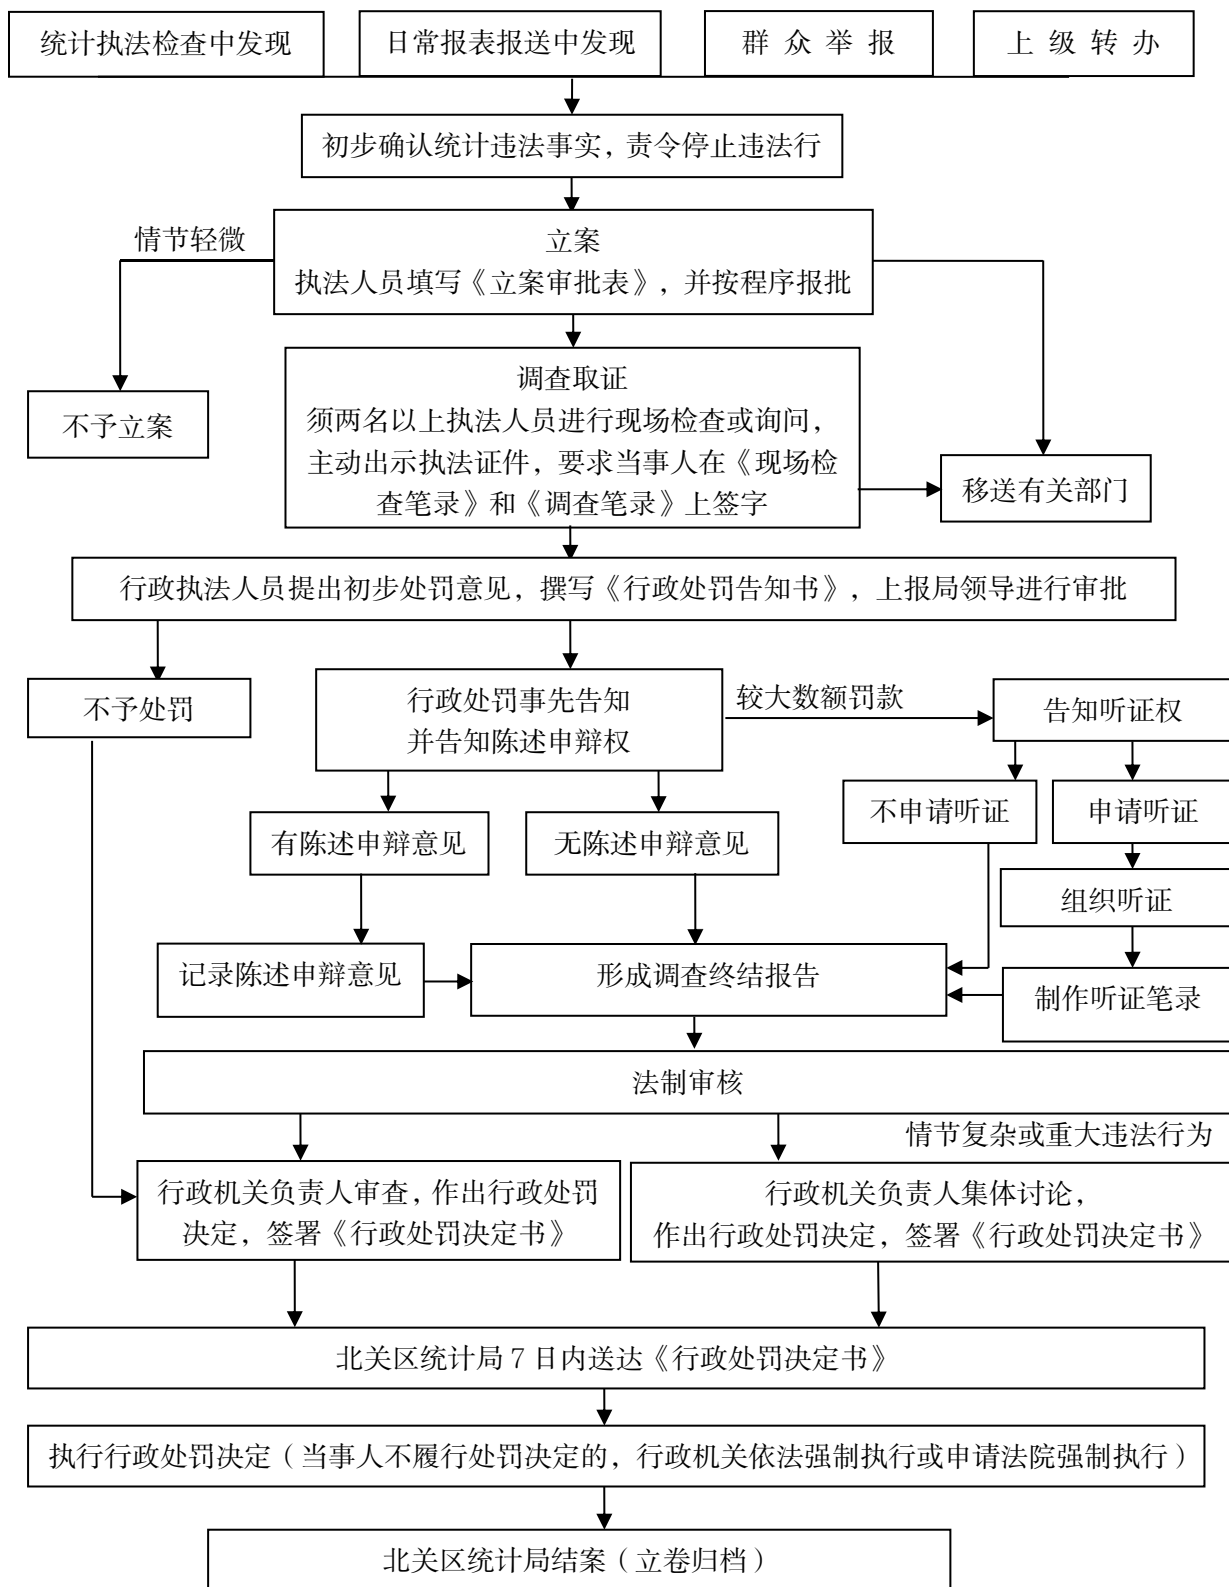 统计执法检查中发现
日常报表报送中发现
群 众 举 报
上 级 转 办
初步确认统计违法事实，责令停止违法行
情节轻微
立案
执法人员填写《立案审批表》，并按程序报批
调查取证
须两名以上执法人员进行现场检查或询问，
主动出示执法证件，要求当事人在《现场检
查笔录》和《调查笔录》上签字
不予立案
移送有关部门
行政执法人员提出初步处罚意见，撰写《行政处罚告知书》，上报局领导进行审批
不予处罚
行政处罚事先告知
并告知陈述申辩权
较大数额罚款
告知听证权
不申请听证
申请听证
有陈述申辩意见
无陈述申辩意见
组织听证
记录陈述申辩意见
形成调查终结报告
制作听证笔录
法制审核
情节复杂或重大违法行为
行政机关负责人审查，作出行政处罚
决定，签署《行政处罚决定书》
行政机关负责人集体讨论，
作出行政处罚决定，签署《行政处罚决定书》
北关区统计局 7 日内送达《行政处罚决定书》
执行行政处罚决定（当事人不履行处罚决定的，行政机关依法强制执行或申请法院强制执行）
北关区统计局结案（立卷归档）